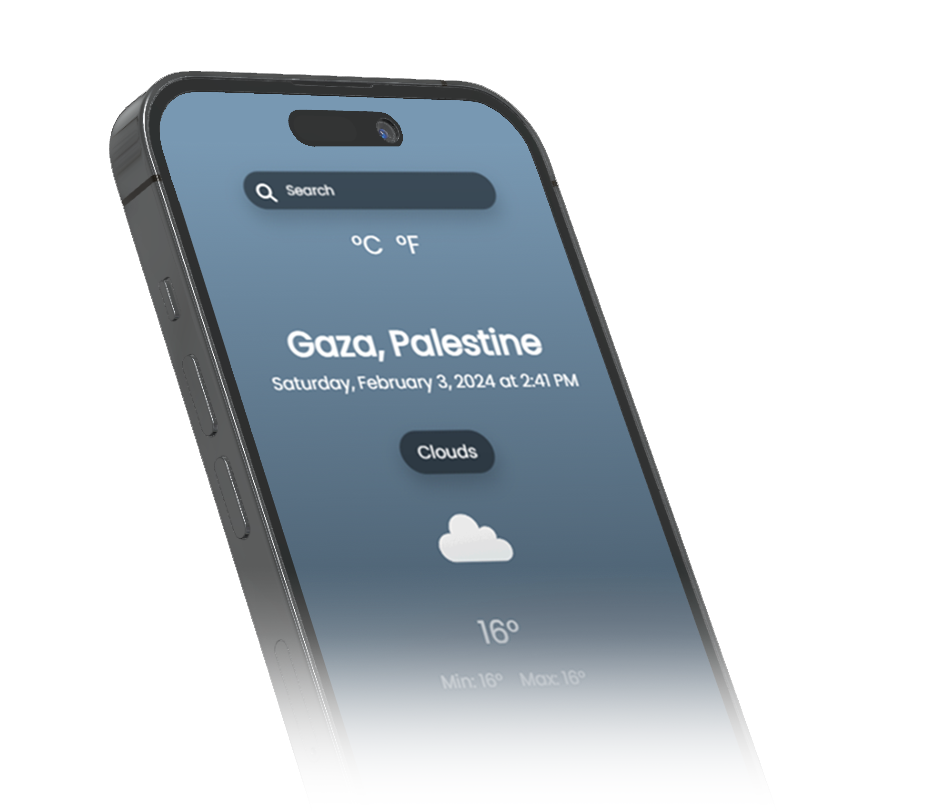 Search
°C °F
Gaza, Palestine
Saturday, February 3, 2024 at 2:41 PM
Clouds
16°
Min: 16° Max: 16°